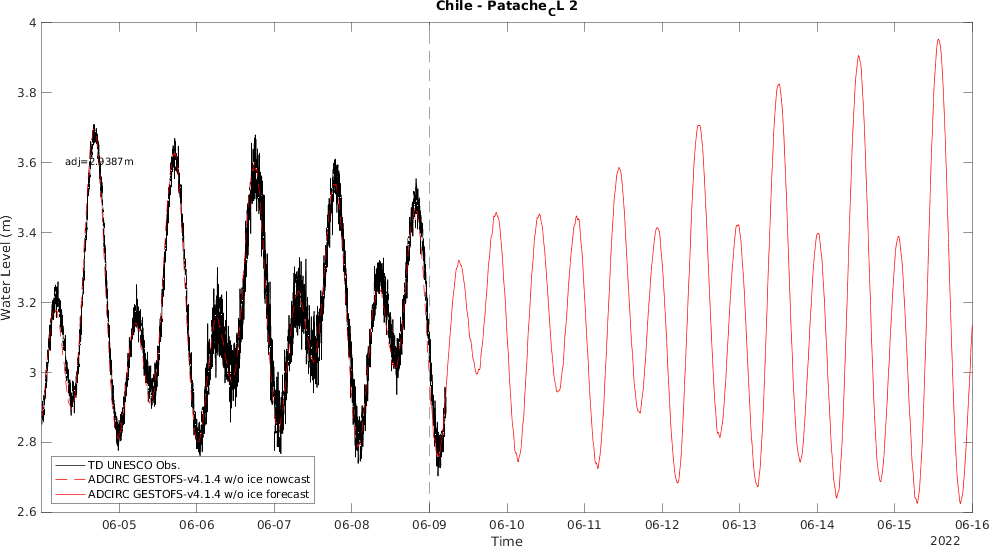 Chile - Patache_CL 2
Water Level (m)
4
3.8
3.6
3.4
3.2
3
2.8
2.6
adj=2.9387m
TD UNESCO Obs.
ADCIRC GESTOFS-v4.1.4 w/o ice nowcast
ADCIRC GESTOFS-v4.1.4 w/o ice forecast
06-05 06-06 06-07 06-08 06-09 06-10 06-11 06-12 06-13 06-14 06-15 06-16
Time
2022